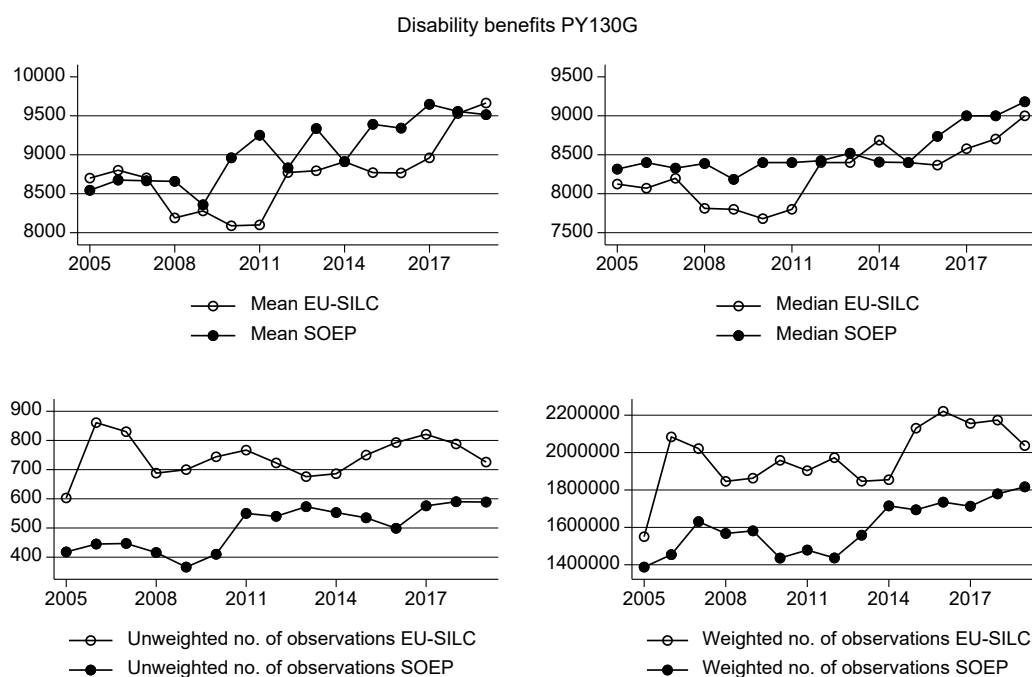 Disability benefits PY130G
10000
9500
9000
8500
8000
2005 2008 2011 2014 2017
Mean EU-SILC
Mean SOEP
9500
9000
8500
8000
7500
2005 2008 2011 2014 2017
Median EU-SILC
Median SOEP
900
800
700
600
500
400
2005 2008 2011 2014 2017
Unweighted no. of observations EU-SILC
Unweighted no. of observations SOEP
2200000
2000000
1800000
1600000
1400000
2005 2008 2011 2014 2017
Weighted no. of observations EU-SILC
Weighted no. of observations SOEP